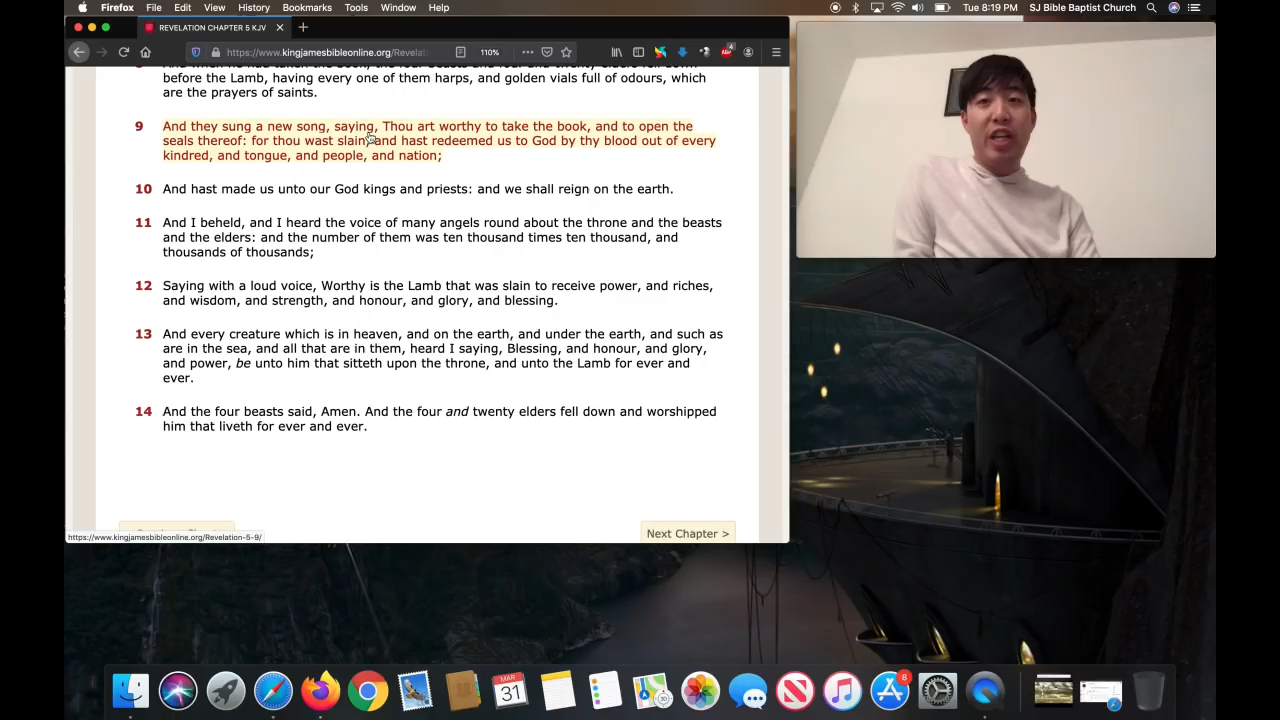 Firefox File Edit View History Bookmarks Tools Window Help Tue 8:19 PM SJ Bible Baptist Church
REVELATION CHAPTER 5 KJV
https://www.kingjamesbibleonline.org/Revelat 110% 4
before the Lamb, having every one of them harps, and golden vials full of odours, which
are the prayers of saints.
9 And they sung a new song, saying, Thou art worthy to take the book, and to open the
seals thereof: for thou wast slain, and hast redeemed us to God by thy blood out of every
kindred, and tongue, and people, and nation;
10 And hast made us unto our God kings and priests: and we shall reign on the earth.
11 And I beheld, and I heard the voice of many angels round about the throne and the beasts
and the elders: and the number of them was ten thousand times ten thousand, and
thousands of thousands;
12 Saying with a loud voice, Worthy is the Lamb that was slain to receive power, and riches,
and wisdom, and strength, and honour, and glory, and blessing.
13 And every creature which is in heaven, and on the earth, and under the earth, and such as
are in the sea, and all that are in them, heard I saying, Blessing, and honour, and glory,
and power, be unto him that sitteth upon the throne, and unto the Lamb for ever and
ever.
14 And the four beasts said, Amen. And the four and twenty elders fell down and worshipped
him that liveth for ever and ever.
Next Chapter >
https://www.kingjamesbibleonline.org/Revelation-5-9/
MAR
31
8